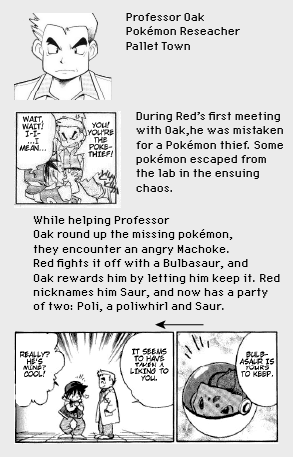 Professor Oak
Pokémon Reseacher
Pallet Town
WAIT,
WAIT!
I-I-
...I
MEAN...
YOU!
YOU'RE
THE
POKé-
THIEF!
During Red's first meeting
with Oak,he was mistaken
for a Pokémon thief. Some
pokémon escaped from
the lab in the ensuing
chaos.
While helping Professor
Oak round up the missing pokémon,
they encounter an angry Machoke.
Red fights it off with a Bulbasaur, and
Oak rewards him by letting him keep it. Red
nicknames him Saur, and now has a party
of two: Poli, a poliwhirl and Saur.
BULB-
ASAUR IS
YOURS
TO KEEP.
IT SEEMS
TO HAVE
TAKEN A
LIKING TO
YOU.
REALLY?
HE'S
MINE?
COOL!